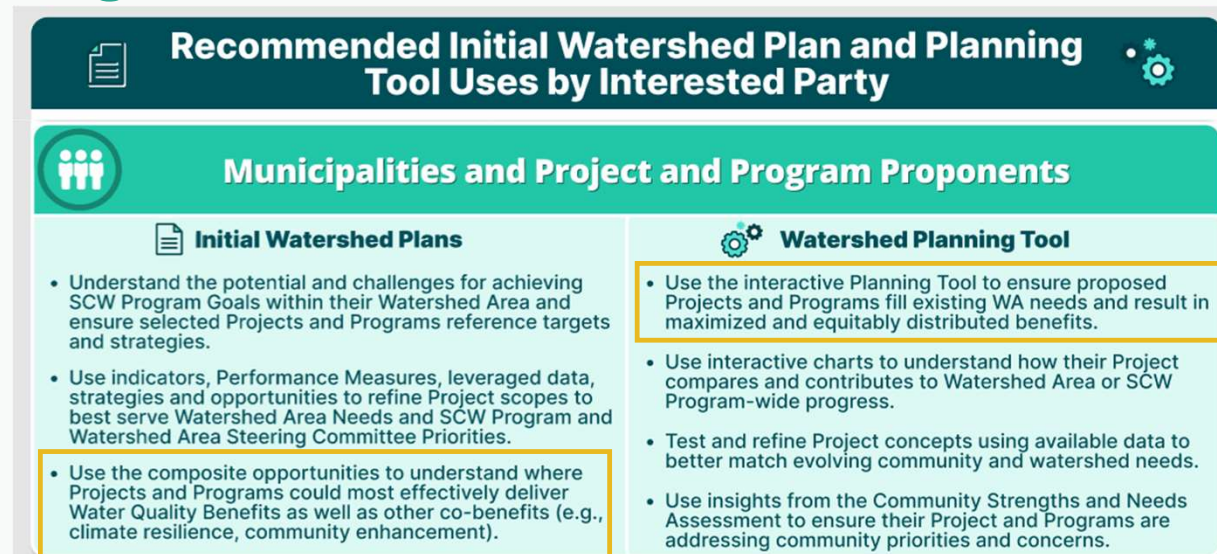 Recommended Initial Watershed Plan and Planning
Tool Uses by Interested Party
Municipalities and Project and Program Proponents
Initial Watershed Plans
• Understand the potential and challenges for achieving
SCW Program Goals within their Watershed Area and
ensure selected Projects and Programs reference targets
and strategies.
• Use indicators, Performance Measures, leveraged data,
strategies and opportunities to refine Project scopes to
best serve Watershed Area Needs and SCW Program and
Watershed Area Steering Committee Priorities.
• Use the composite opportunities to understand where
Projects and Programs could most effectively deliver
Water Quality Benefits as well as other co-benefits (e.g.,
climate resilience, community enhancement).
Watershed Planning Tool
• Use the interactive Planning Tool to ensure proposed
Projects and Programs fill existing WA needs and result in
maximized and equitably distributed benefits.
• Use interactive charts to understand how their Project
compares and contributes to Watershed Area or SCW
Program-wide progress.
• Test and refine Project concepts using available data to
better match evolving community and watershed needs.
• Use insights from the Community Strengths and Needs
Assessment to ensure their Project and Programs are
addressing community priorities and concerns.